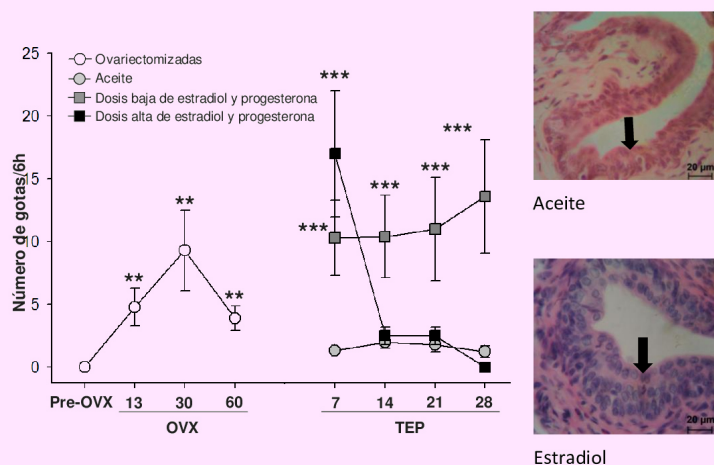 25
20
15
10
5
0
Número de gotas/6h
Ovariectomizadas
Aceite
Dosis baja de estradiol y progesterona
Dosis alta de estradiol y progesterona
**
**
**
***
***
***
***
***
Pre-OVX 13 30 60 7 14 21 28
OVX TEP
20 µm
Aceite
20 µm
Estradiol